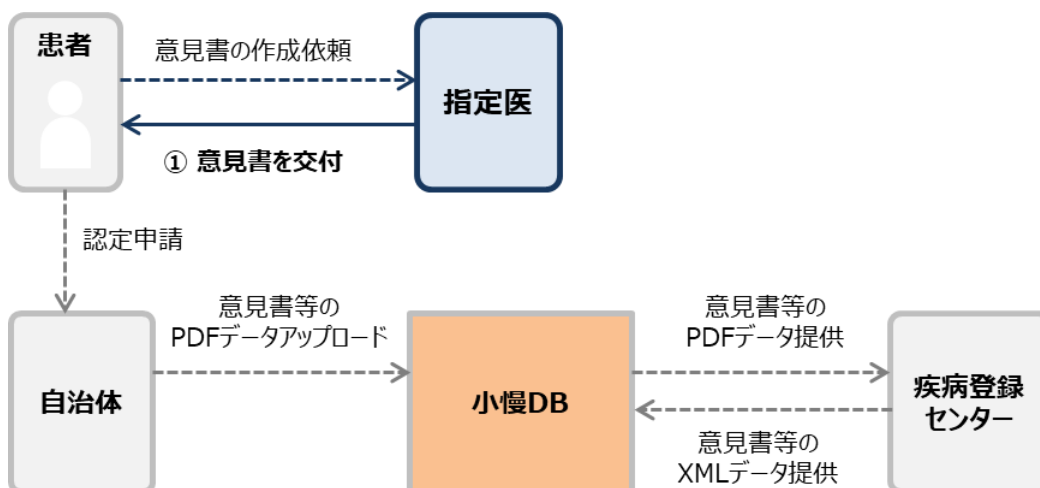 患者
意見書の作成依頼
指定医
① 意見書を交付
認定申請
意見書等の
PDFデータアップロード
意見書等の
PDFデータ提供
自治体
小慢DB
疾病登録
センター
意見書等の
XMLデータ提供